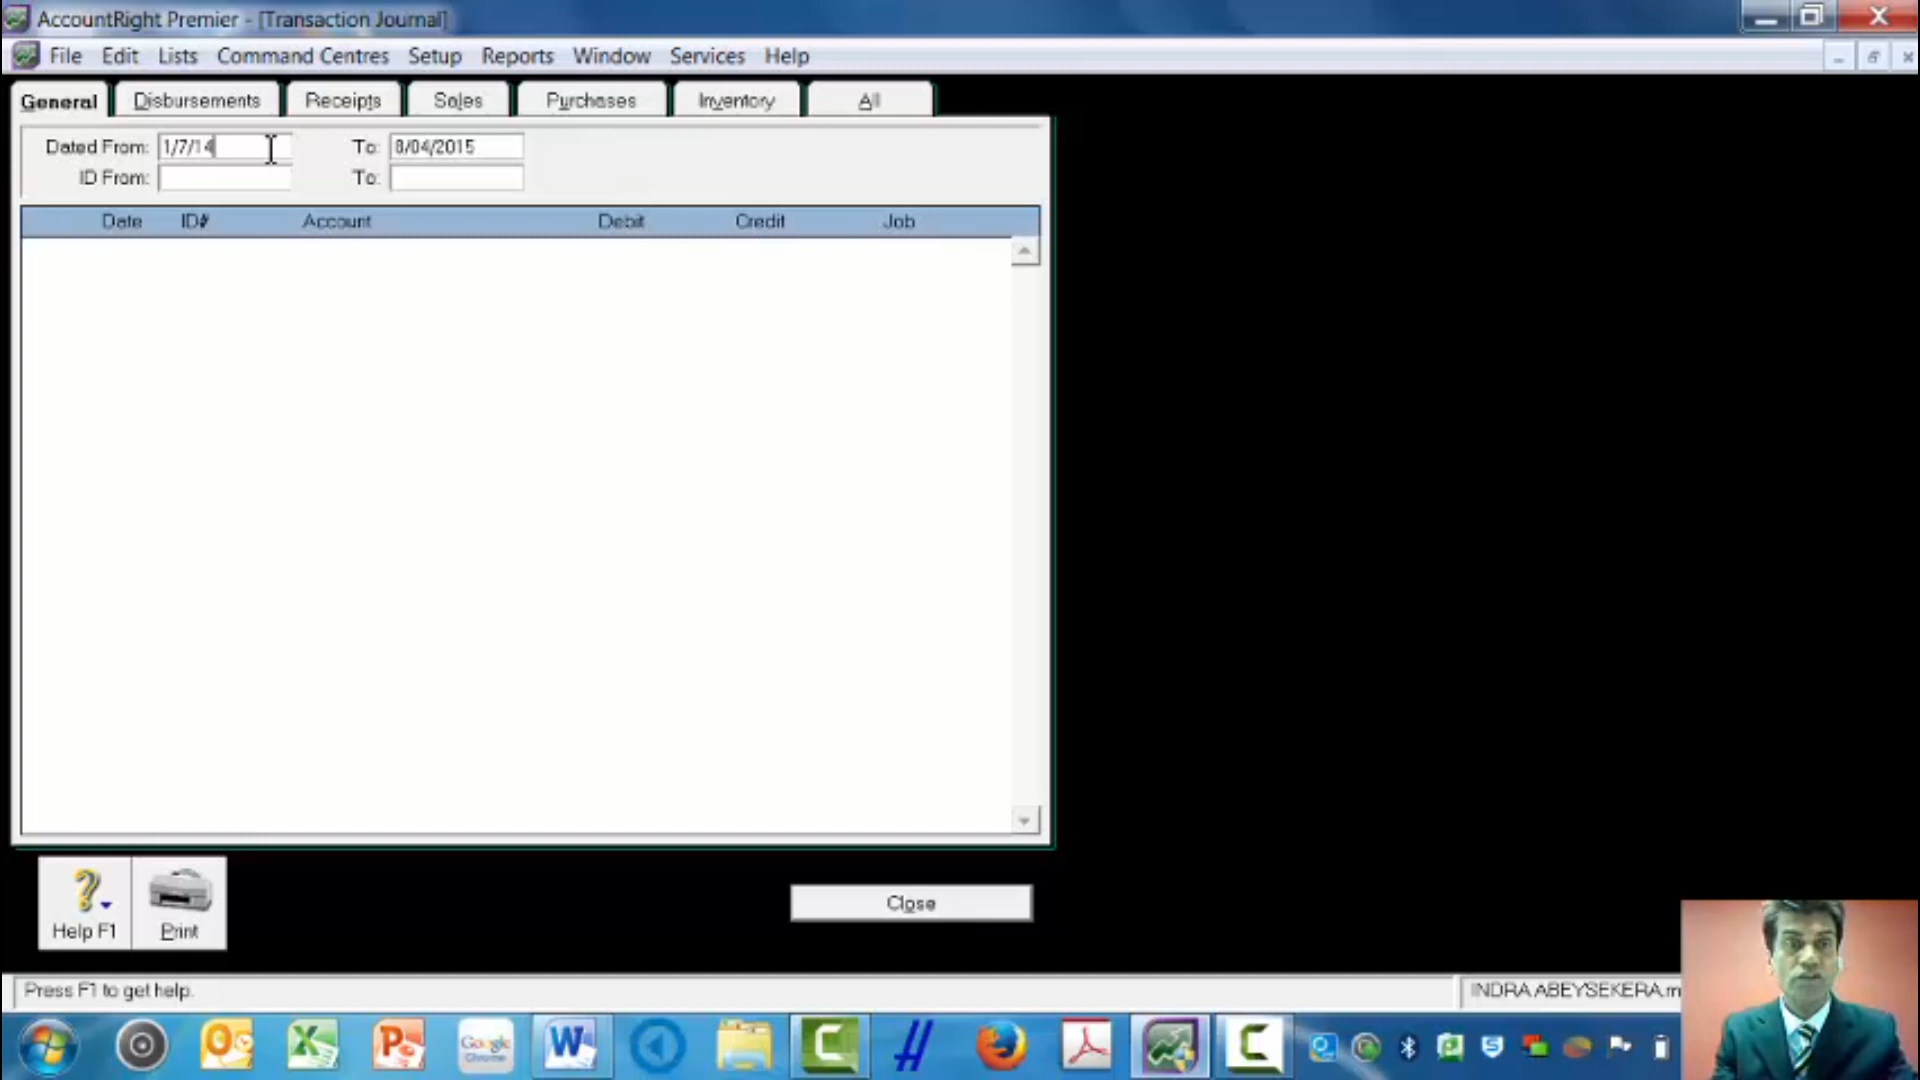 AccountRight Premier - [Transaction Journal]
File Edit Lists Command Centres Setup Reports Window Services Help
General Disbursements Receipts Sales Purchases Inventory All
Dated From: 1/7/14 To: 8/04/2015
ID From: To:
Date ID# Account Debit Credit Job
Help F1 Print Close
Press F1 to get help. INDRA ABEYSEKERA.m
Google
Chrome